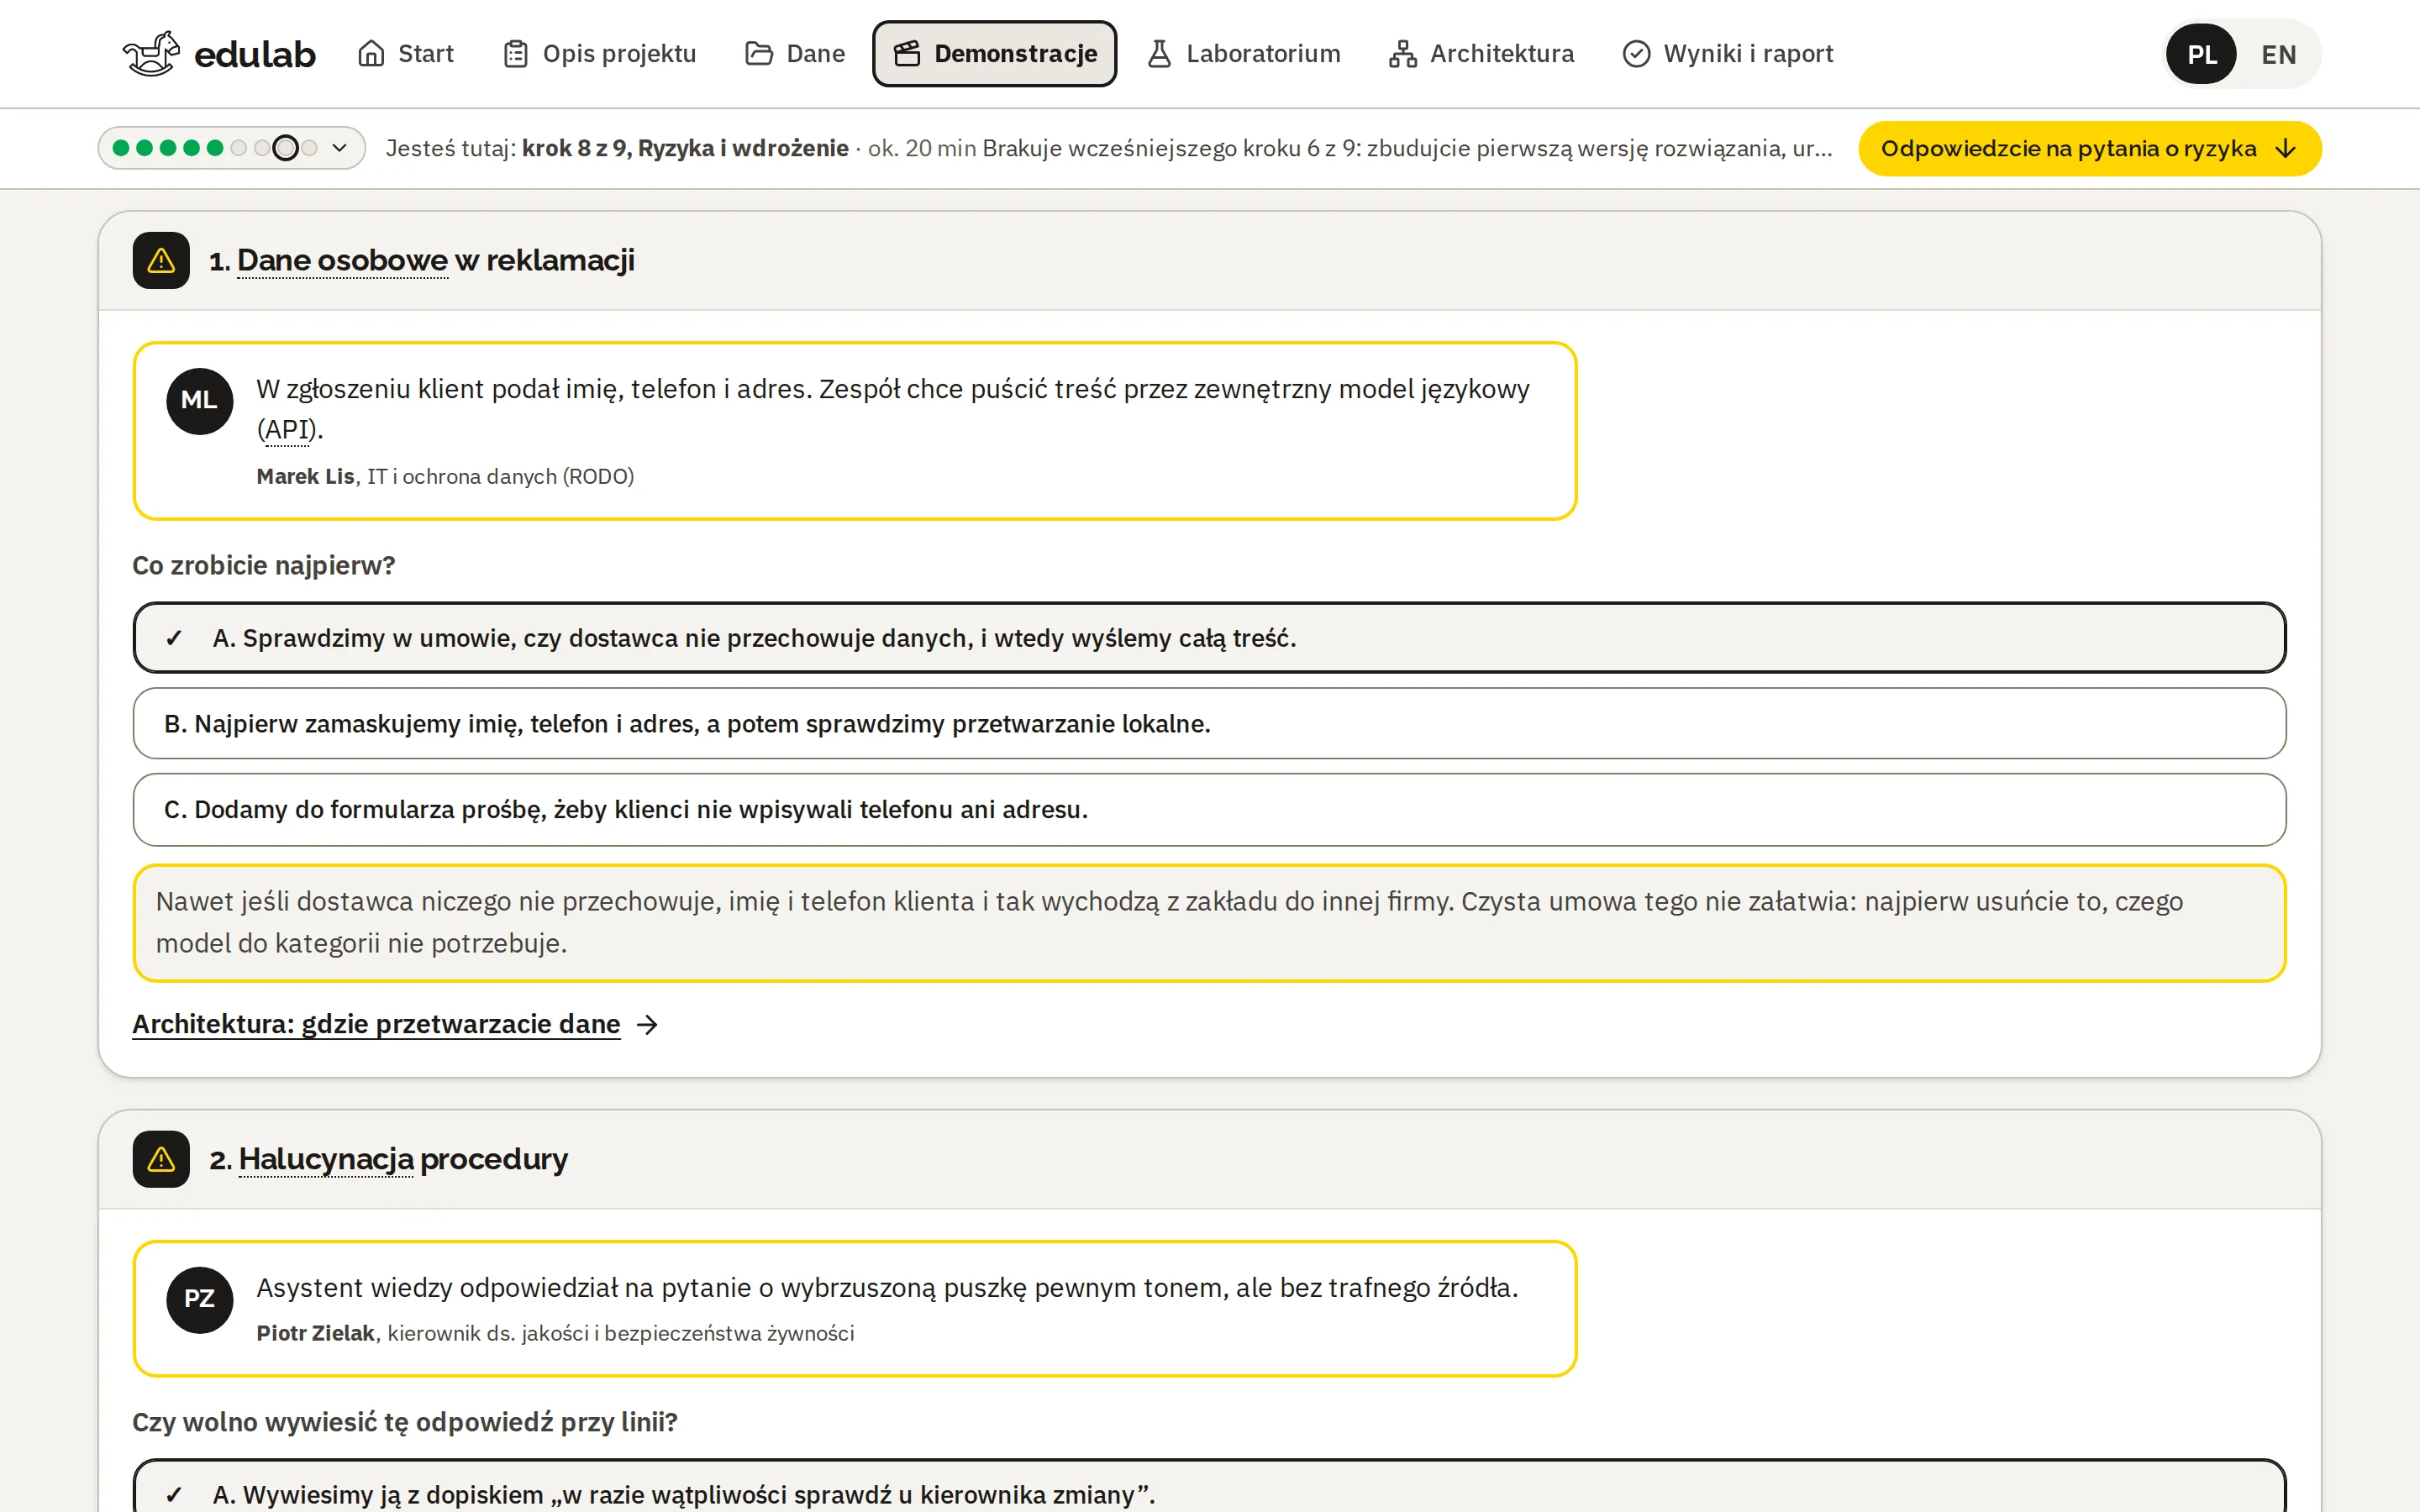 edulab
Start
Opis projektu
Dane
Demonstracje
Laboratorium
Architektura
Wyniki i raport
PL
EN
Jesteś tutaj: krok 8 z 9, Ryzyka i wdrożenie · ok. 20 min Brakuje wcześniejszego kroku 6 z 9: zbudujcie pierwszą wersję rozwiązania, ur...
Odpowiedzcie na pytania o ryzyka
1. Dane osobowe w reklamacji
ML
W zgłoszeniu klient podał imię, telefon i adres. Zespół chce puścić treść przez zewnętrzny model językowy
(API).
Marek Lis, IT i ochrona danych (RODO)
Co zrobicie najpierw?
✓ A. Sprawdzimy w umowie, czy dostawca nie przechowuje danych, i wtedy wyślemy całą treść.
B. Najpierw zamaskujemy imię, telefon i adres, a potem sprawdzimy przetwarzanie lokalne.
C. Dodamy do formularza prośbę, żeby klienci nie wpisywali telefonu ani adresu.
Nawet jeśli dostawca niczego nie przechowuje, imię i telefon klienta i tak wychodzą z zakładu do innej firmy. Czysta umowa tego nie załatwia: najpierw usuńcie to, czego
model do kategorii nie potrzebuje.
Architektura: gdzie przetwarzacie dane
2. Halucynacja procedury
PZ
Asystent wiedzy odpowiedział na pytanie o wybrzuszoną puszkę pewnym tonem, ale bez trafnego źródła.
Piotr Zielak, kierownik ds. jakości i bezpieczeństwa żywności
Czy wolno wywiesić tę odpowiedź przy linii?
✓ A. Wywiesimy ją z dopiskiem „w razie wątpliwości sprawdź u kierownika zmiany”.